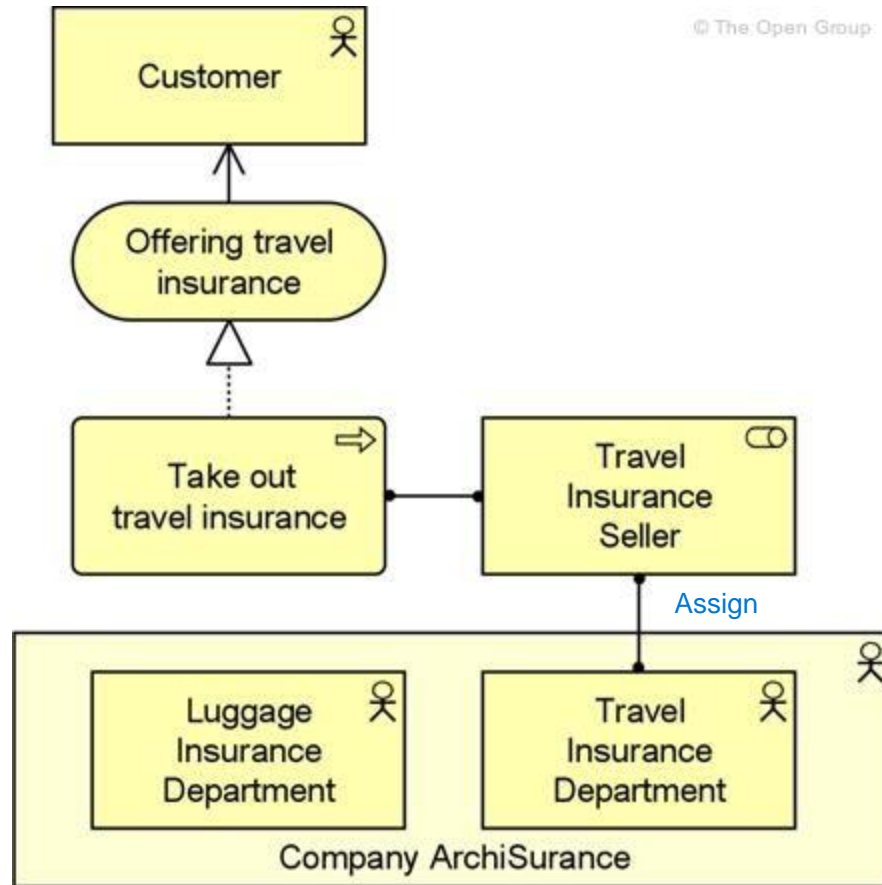 © The Open Group
Customer
Offering travel
insurance
Take out
travel insurance
Travel
Insurance
Seller
Assign
Luggage
Insurance
Department
Travel
Insurance
Department
Company ArchiSurance